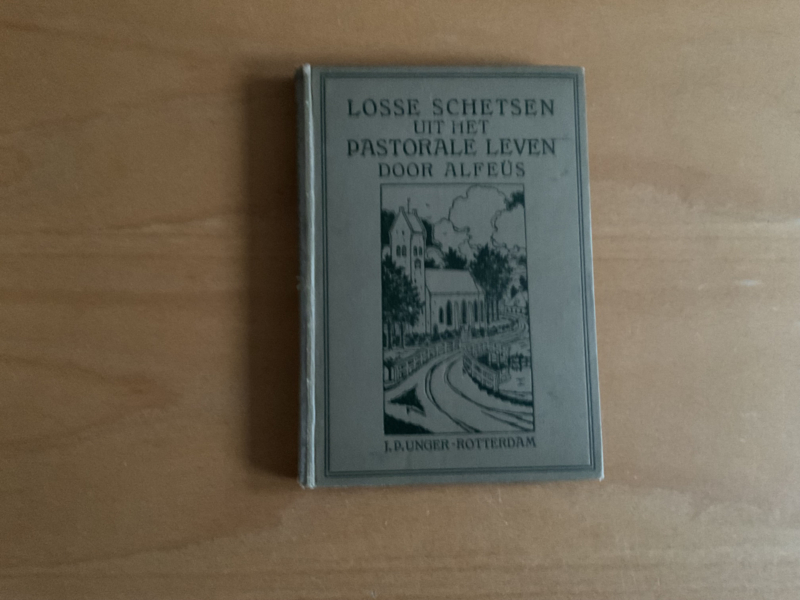 LOSSE SCHETSEN
UIT HET
PASTORALE LEVEN
DOOR ALFEÜS
J.P. UNGER-ROTTERDAM